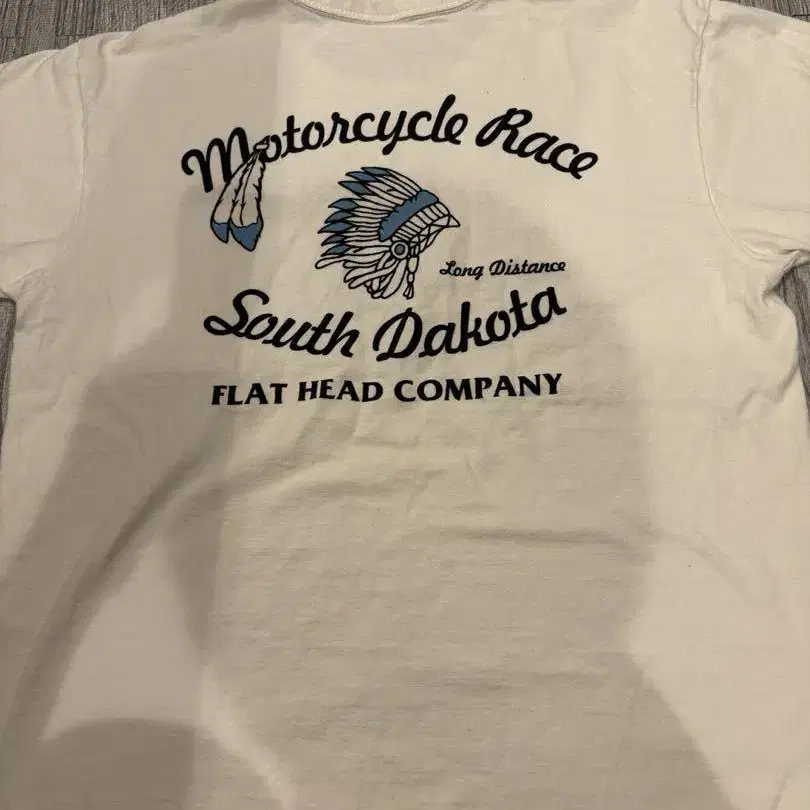 Motorcycle Race
Long Distance
South Dakota
FLAT HEAD COMPANY